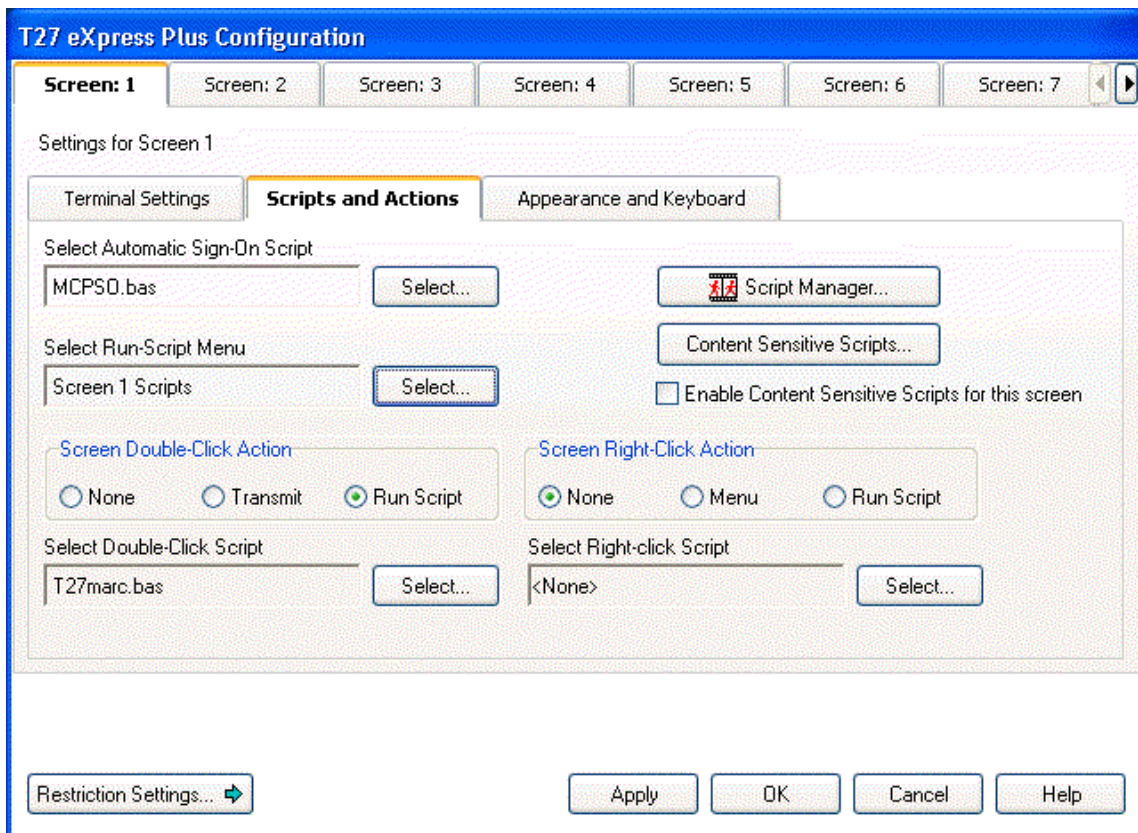 T27 eXpress Plus Configuration
Screen: 1 Screen: 2 Screen: 3 Screen: 4 Screen: 5 Screen: 6 Screen: 7
Settings for Screen 1
Terminal Settings Scripts and Actions Appearance and Keyboard
Select Automatic Sign-On Script
MCPSO.bas Select... Script Manager...
Content Sensitive Scripts...
Select Run-Script Menu
Screen 1 Scripts Select... Enable Content Sensitive Scripts for this screen
Screen Double-Click Action Screen Right-Click Action
None Transmit Run Script None Menu Run Script
Select Double-Click Script Select Right-click Script
T27marc.bas Select... <None> Select...
Restriction Settings... Apply OK Cancel Help